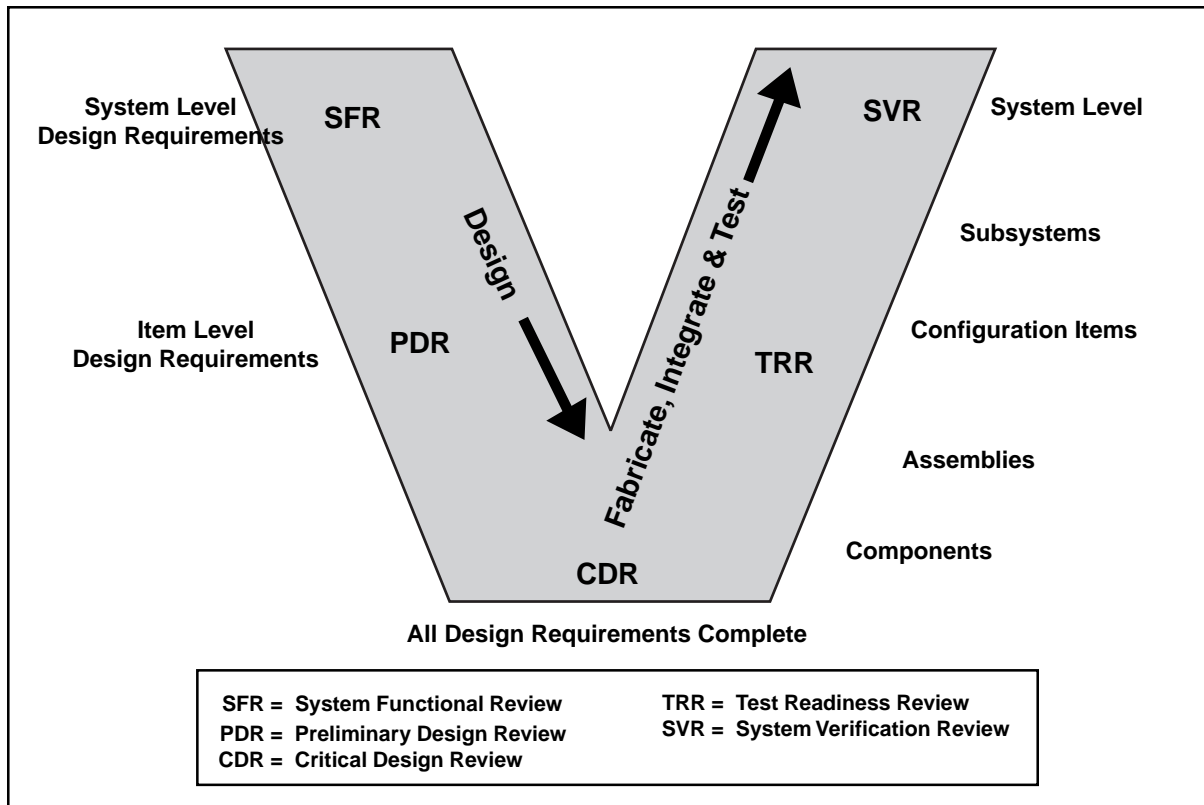 System Level
Design Requirements
SFR
SVR
System Level
Design
Subsystems
Item Level
Design Requirements
PDR
Fabricate, Integrate & Test
TRR
Configuration Items
Assemblies
Components
CDR
All Design Requirements Complete
SFR = System Functional Review
PDR = Preliminary Design Review
CDR = Critical Design Review
TRR = Test Readiness Review
SVR = System Verification Review